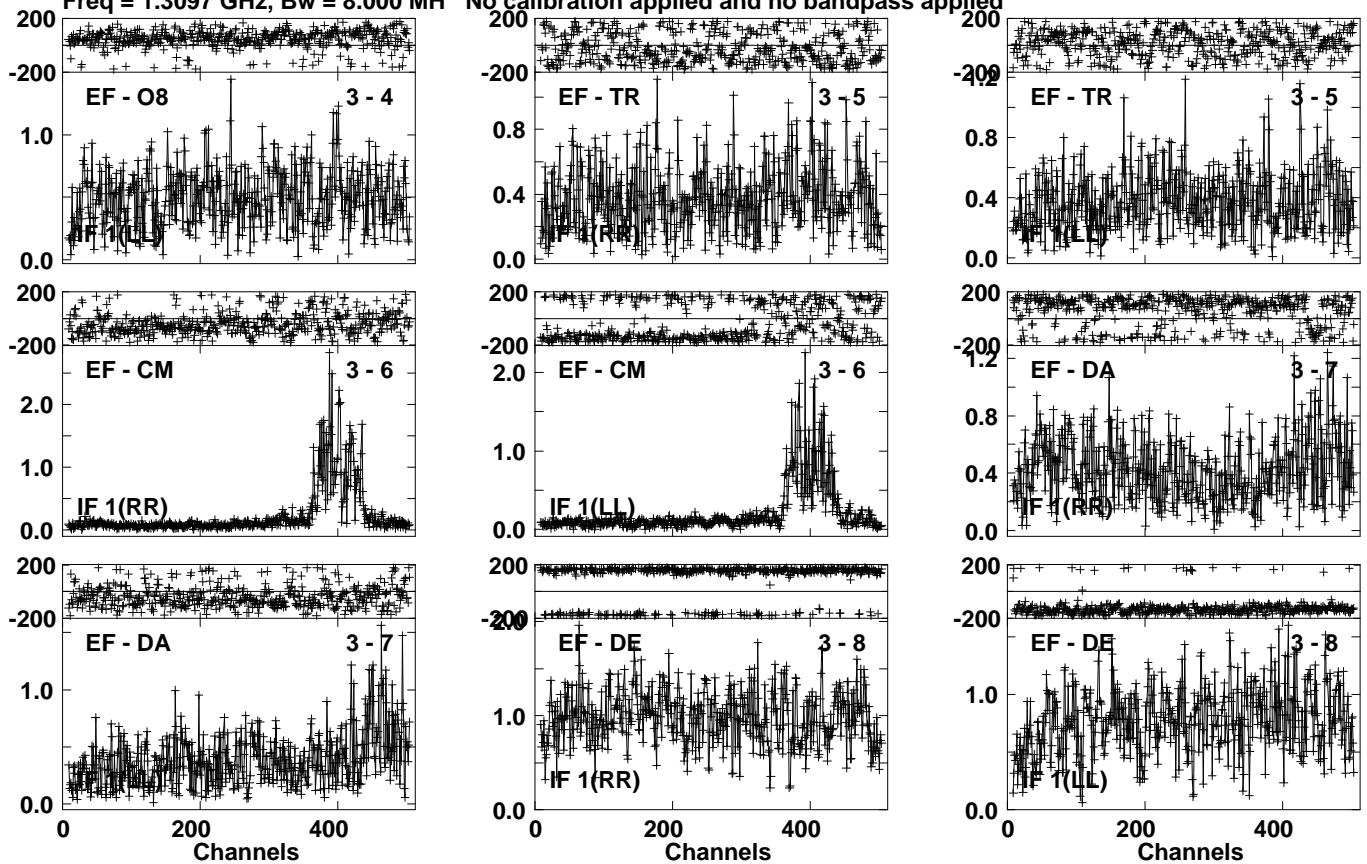 Freq = 1.3097 GHz, Bw = 8.000 MH No calibration applied and no bandpass applied
200 200 200
-200 -200 -200
EF - O8 3 - 4 EF - TR 3 - 5 EF - TR 3 - 5
1.2
1.0 0.8 0.8
0.4 0.4
IF 1(LL) IF 1(RR) IF 1(LL)
0.0 0.0 0.0
200 200 200
-200 -200 -200
EF - CM 3 - 6 EF - CM 3 - 6 EF - DA 3 - 7
1.2
2.0 2.0 0.8
1.0 1.0 0.4
IF 1(RR) IF 1(LL) IF 1(RR)
0.0 0.0 0.0
200 200 200
-200 -200 -200
2.0
EF - DA 3 - 7 EF - DE 3 - 8 EF - DE 3 - 8
1.0 1.0 1.0
IF 1(LL) IF 1(RR) IF 1(LL)
0.0 0.0 0.0
0 200 400 0 200 400 0 200 400
Channels Channels Channels